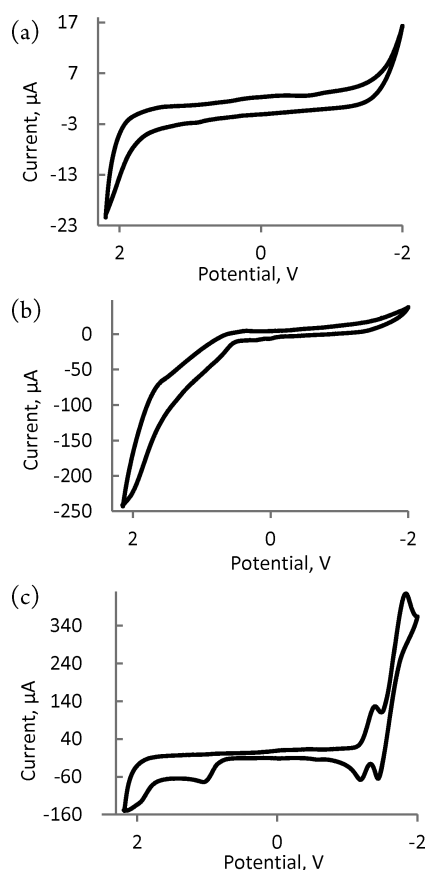 (a)
17
7
-3
-13
-23
Current, µA
2 0 -2
Potential, V
(b)
0
-50
-100
-150
-200
-250
Current, µA
2 0 -2
Potential, V
(c)
340
240
140
40
-60
-160
Current, µA
2 0 -2
Potential, V